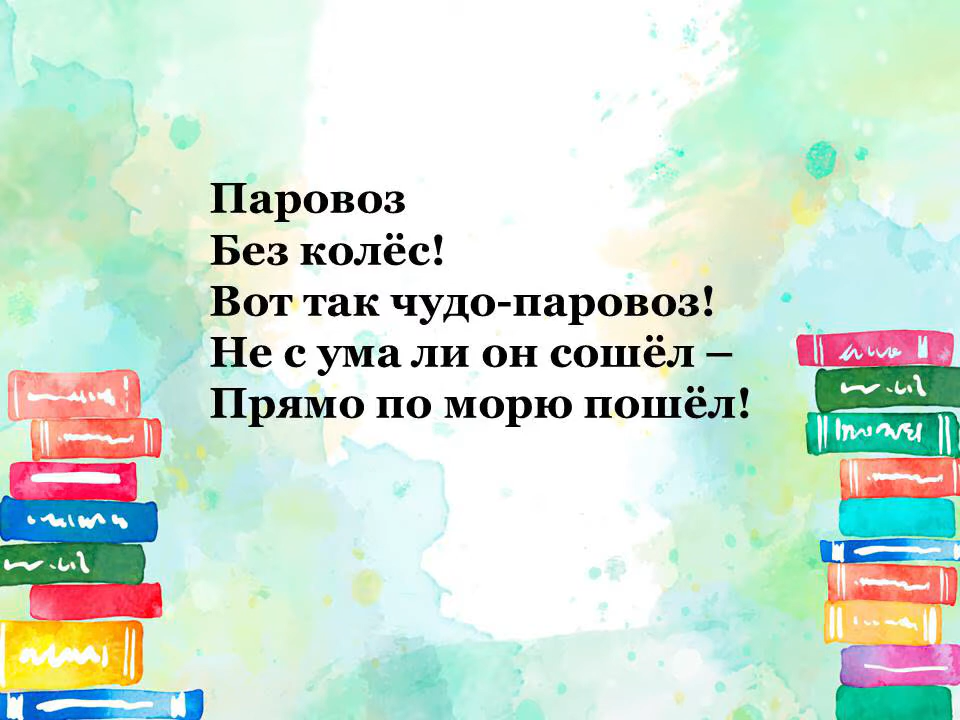 Паровоз
Без колёс!
Вот так чудо-паровоз!
Не с ума ли он сошёл –
Прямо по морю пошёл!